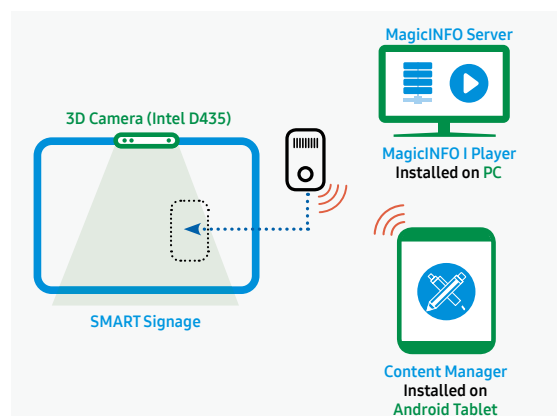 MagicINFO Server
3D Camera (Intel D435)
MagicINFO I Player
Installed on PC
SMART Signage
Content Manager
Installed on
Android Tablet